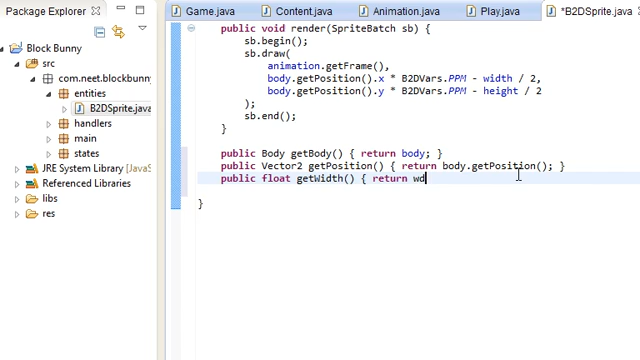 Package Explorer
Game.java
Content.java
Animation.java
Play.java
*B2DSprite.java
Block Bunny
src
com.neet.blockbunny
entities
B2DSprite.java
handlers
main
states
JRE System Library [JavaSE-1.7]
Referenced Libraries
libs
res
public void render(SpriteBatch sb) {
sb.begin();
sb.draw(
animation.getFrame(),
body.getPosition().x * B2DVars.PPM - width / 2,
body.getPosition().y * B2DVars.PPM - height / 2
);
sb.end();
}
public Body getBody() { return body; }
public Vector2 getPosition() { return body.getPosition(); }
public float getWidth() { return wd
}